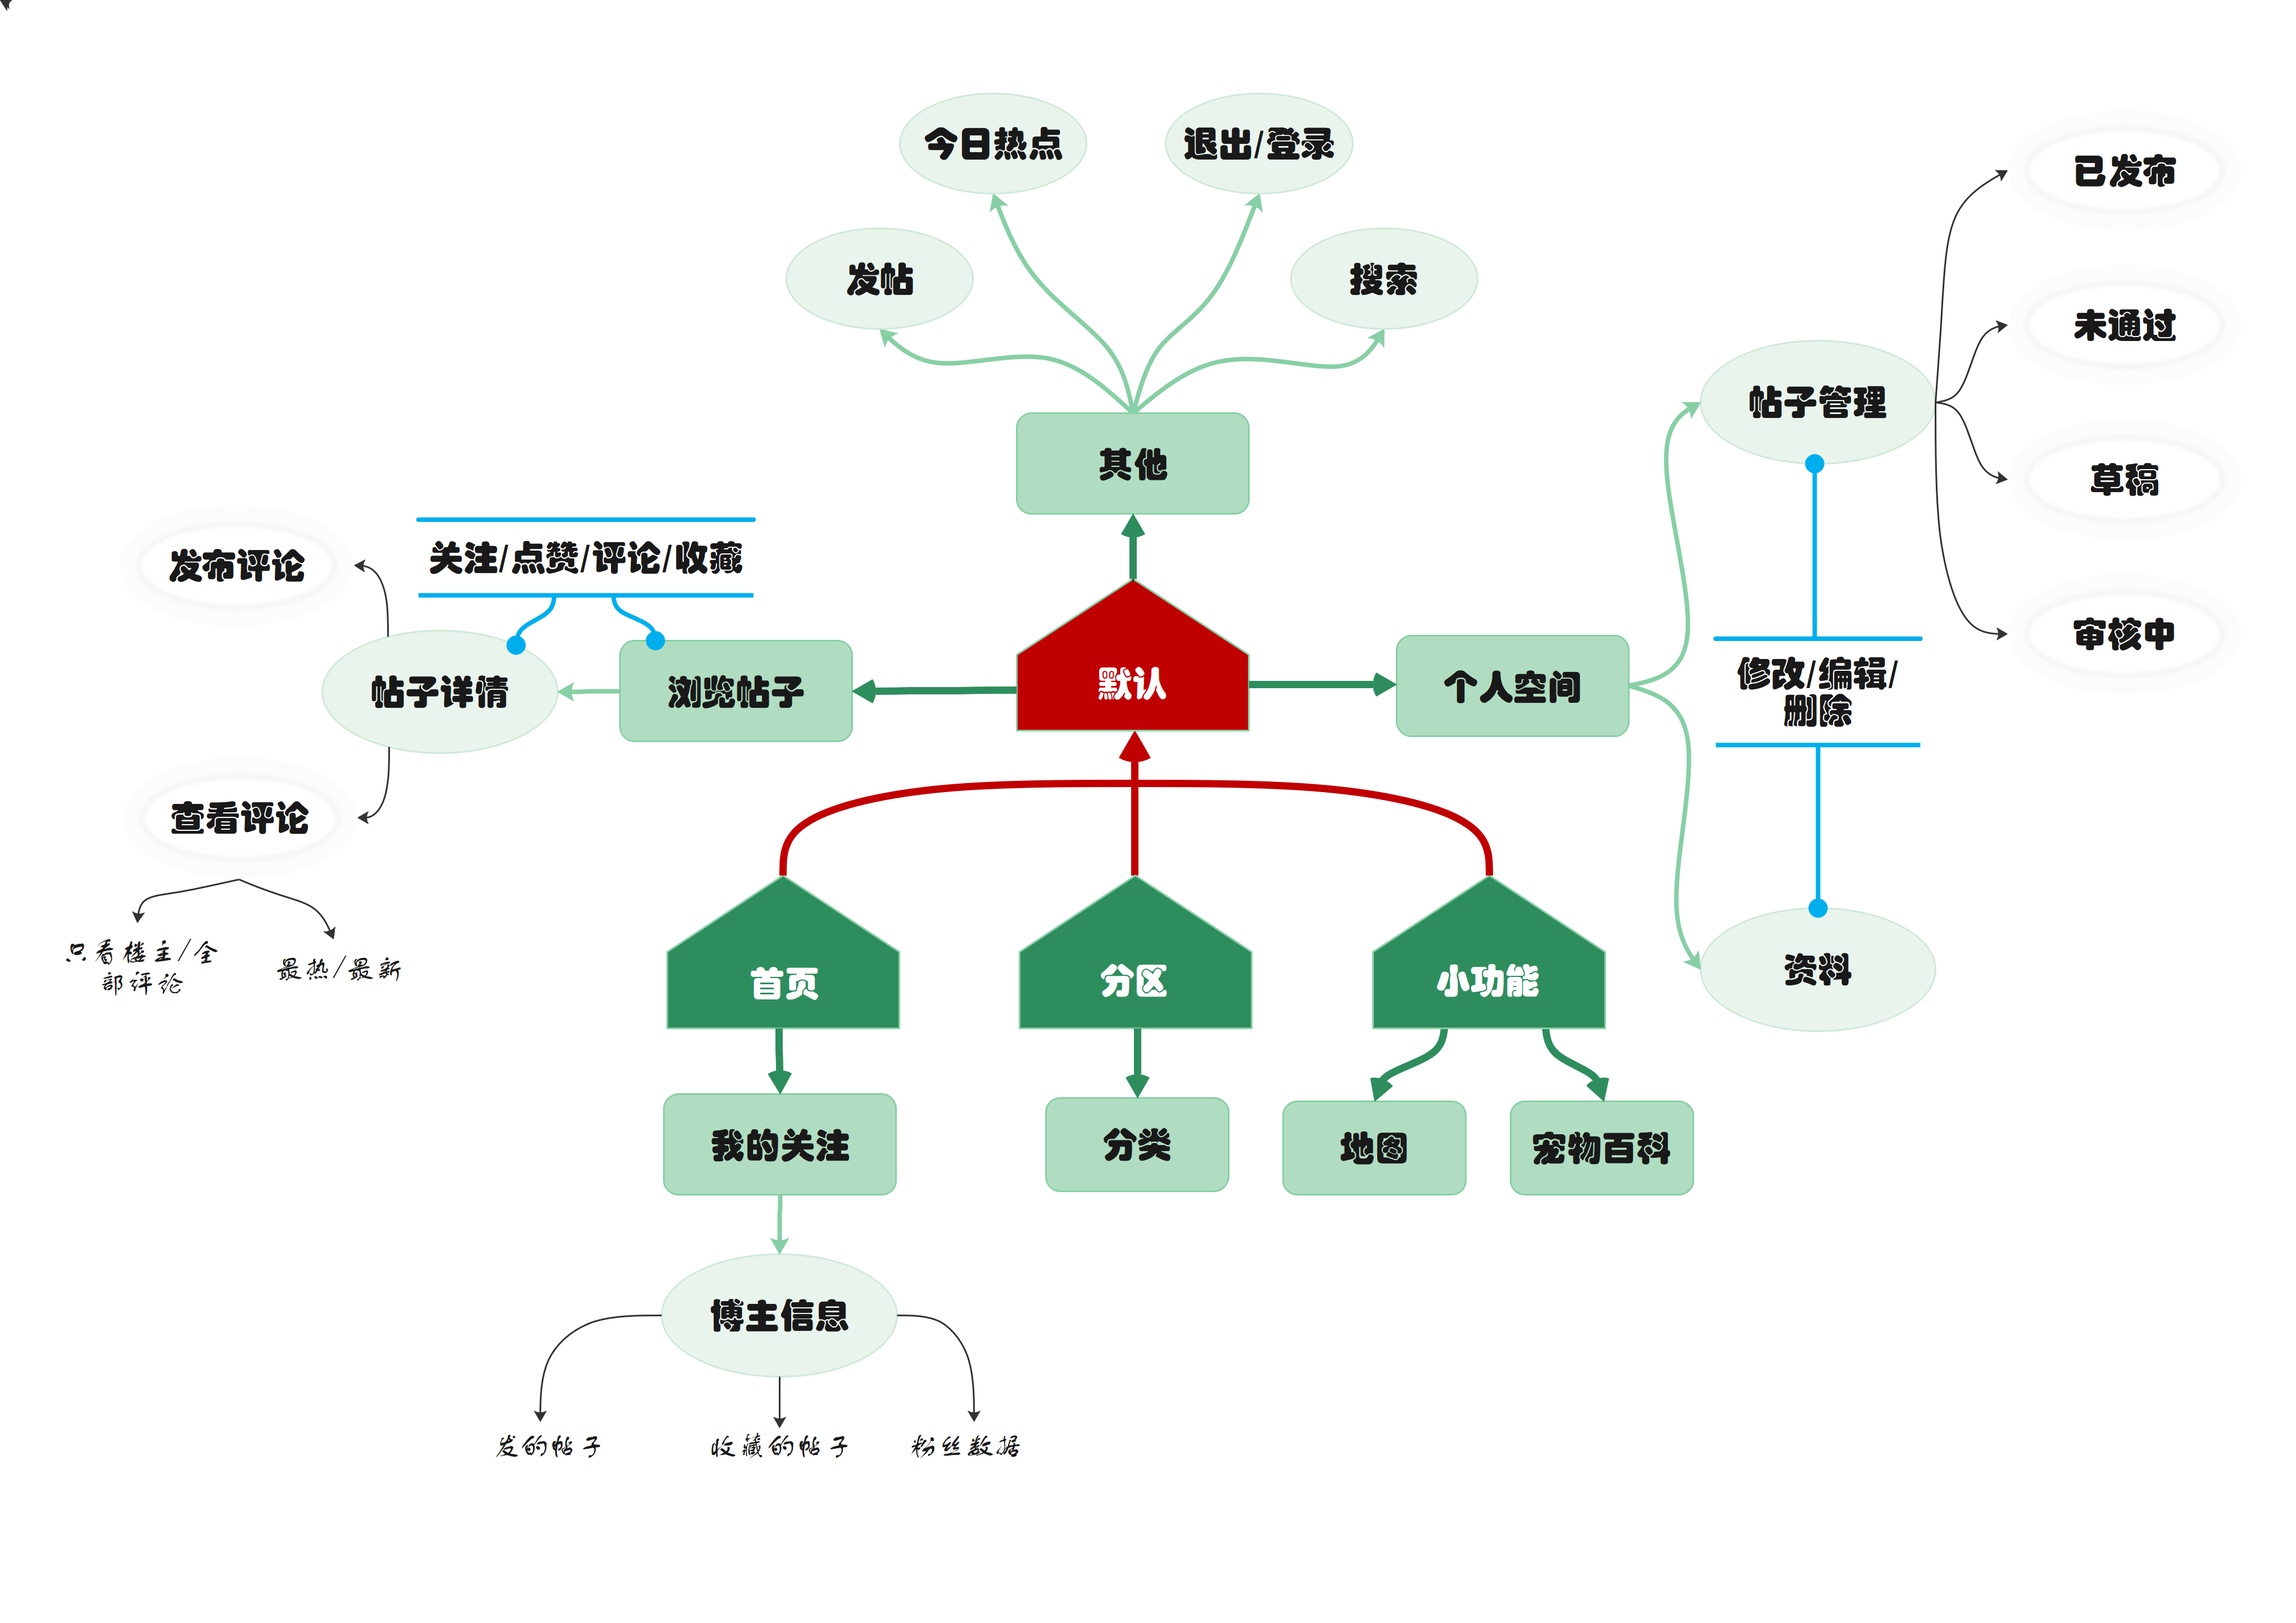 今日热点
退出/登录
已发布
发帖
搜索
未通过
帖子管理
其他
草稿
关注/点赞/评论/收藏
发布评论
审核中
帖子详情
浏览帖子
默认
个人空间
修改/编辑/
删除
查看评论
只看楼主/全
部评论
最热/最新
首页
分区
小功能
资料
我的关注
分类
地图
宠物百科
博主信息
发的帖子
收藏的帖子
粉丝数据